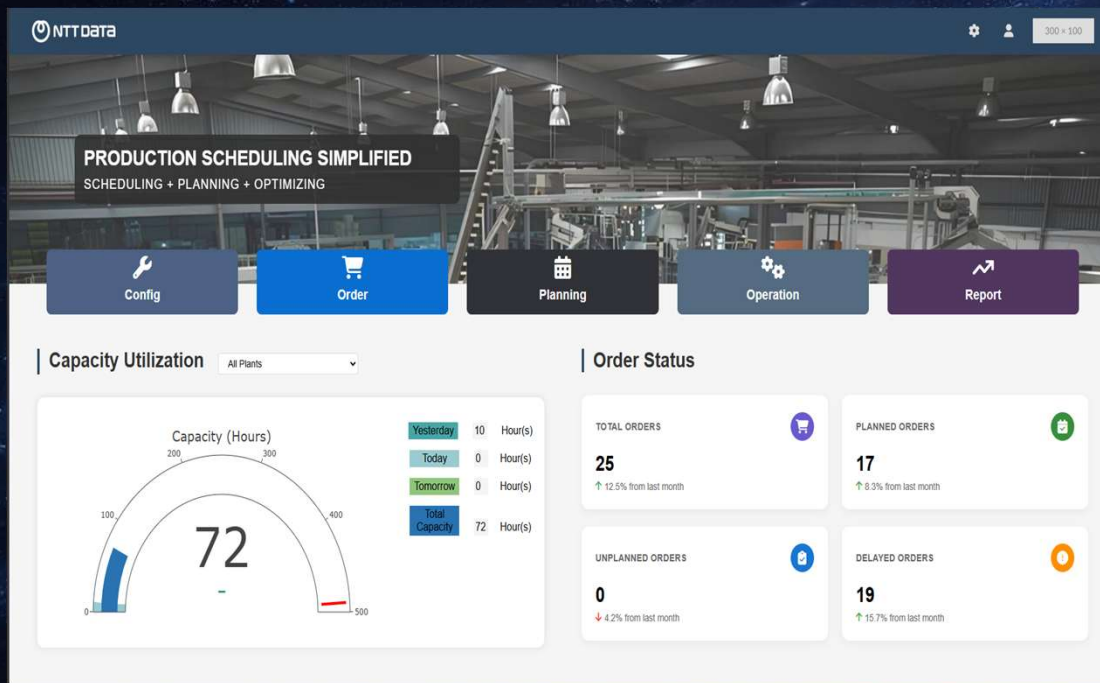 NTT DATA
300 × 100
PRODUCTION SCHEDULING SIMPLIFIED
SCHEDULING + PLANNING + OPTIMIZING
Config
Order
Planning
Operation
Report
Capacity Utilization
All Plants
Capacity (Hours)
0
100
200
300
400
500
72
-
Yesterday 10 Hour(s)
Today 0 Hour(s)
Tomorrow 0 Hour(s)
Total
Capacity 72 Hour(s)
Order Status
TOTAL ORDERS
25
↑ 12.5% from last month
PLANNED ORDERS
17
↑ 8.3% from last month
UNPLANNED ORDERS
0
↓ 4.2% from last month
DELAYED ORDERS
19
↑ 15.7% from last month